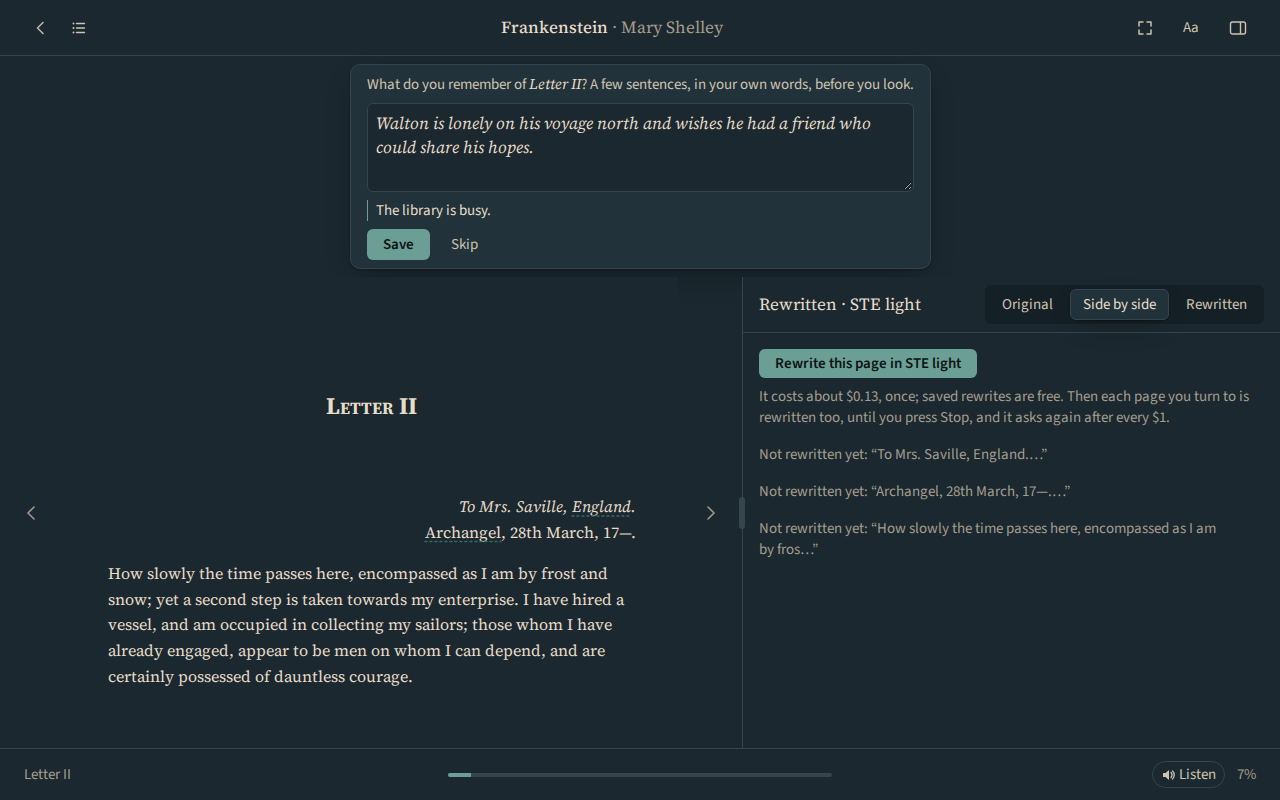 Frankenstein · Mary Shelley
Aa
What do you remember of Letter II? A few sentences, in your own words, before you look.
Walton is lonely on his voyage north and wishes he had a friend who
could share his hopes.
The library is busy.
Save
Skip
Rewritten · STE light
Original
Side by side
Rewritten
Letter II
To Mrs. Saville, England.
Archangel, 28th March, 17—.
How slowly the time passes here, encompassed as I am by frost and
snow; yet a second step is taken towards my enterprise. I have hired a
vessel, and am occupied in collecting my sailors; those whom I have
already engaged, appear to be men on whom I can depend, and are
certainly possessed of dauntless courage.
Rewrite this page in STE light
It costs about $0.13, once; saved rewrites are free. Then each page you turn to is
rewritten too, until you press Stop, and it asks again after every $1.
Not rewritten yet: “To Mrs. Saville, England.…”
Not rewritten yet: “Archangel, 28th March, 17—.…”
Not rewritten yet: “How slowly the time passes here, encompassed as I am
by fros…”
Letter II
Listen
7%